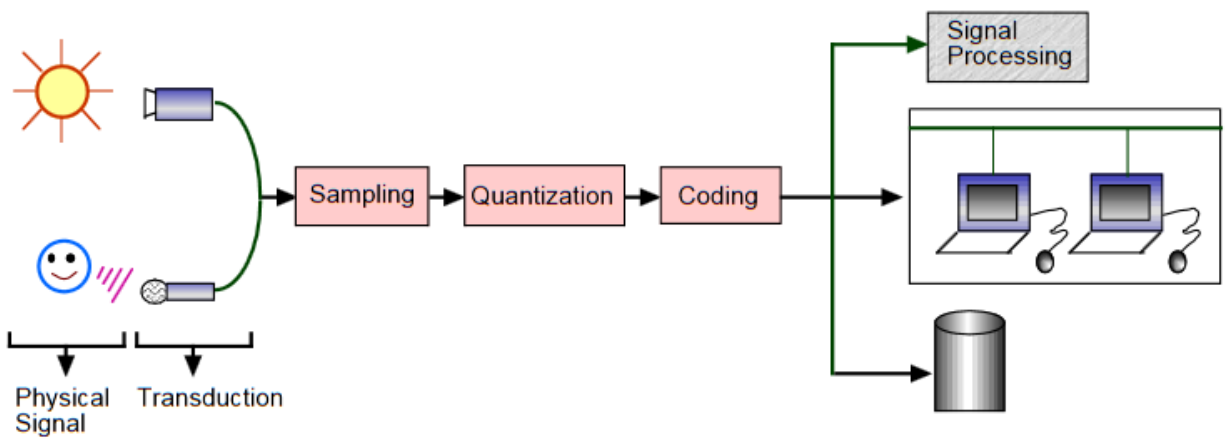 Signal
Processing
Sampling
Quantization
Coding
Physical
Signal
Transduction